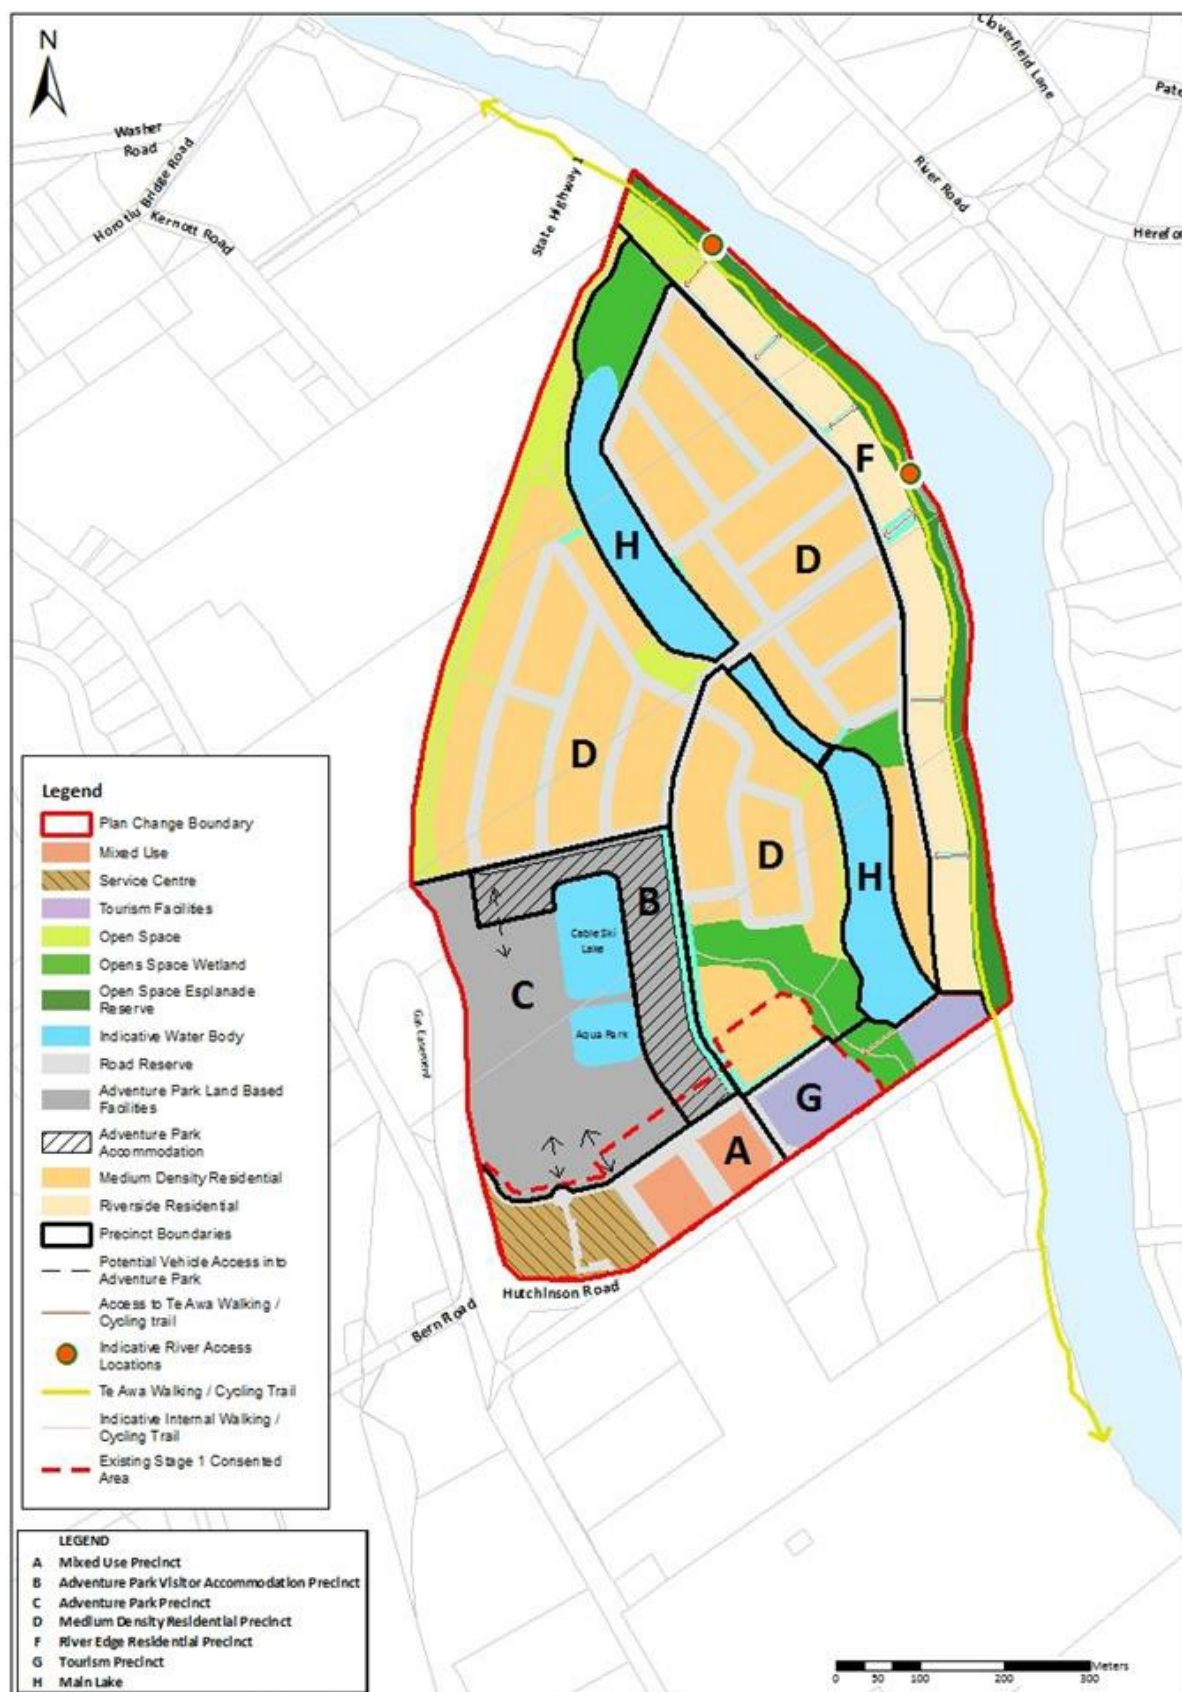 N
Washer
Road
Horotiu Bridge Road
Kernott Road
State Highway 1
Cloverfield Lane
Pate
River Road
Herefo
F
H
D
D
D
H
B
Cable Ski
Lake
C
Aqua Park
Gas Easement
G
A
Hutchinson Road
Bern Road
Legend
Plan Change Boundary
Mixed Use
Service Centre
Tourism Facilities
Open Space
Opens Space Wetland
Open Space Esplanade
Reserve
Indicative Water Body
Road Reserve
Adventure Park Land Based
Facilities
Adventure Park
Accommodation
Medium Density Residential
Riverside Residential
Precinct Boundaries
Potential Vehicle Access into
Adventure Park
Access to Te Awa Walking /
Cycling trail
Indicative River Access
Locations
Te Awa Walking / Cycling Trail
Indicative Internal Walking /
Cycling Trail
Existing Stage 1 Consented
Area
LEGEND
A Mixed Use Precinct
B Adventure Park Visitor Accommodation Precinct
C Adventure Park Precinct
D Medium Density Residential Precinct
F River Edge Residential Precinct
G Tourism Precinct
H Main Lake
Meters
0 50 100 200 300